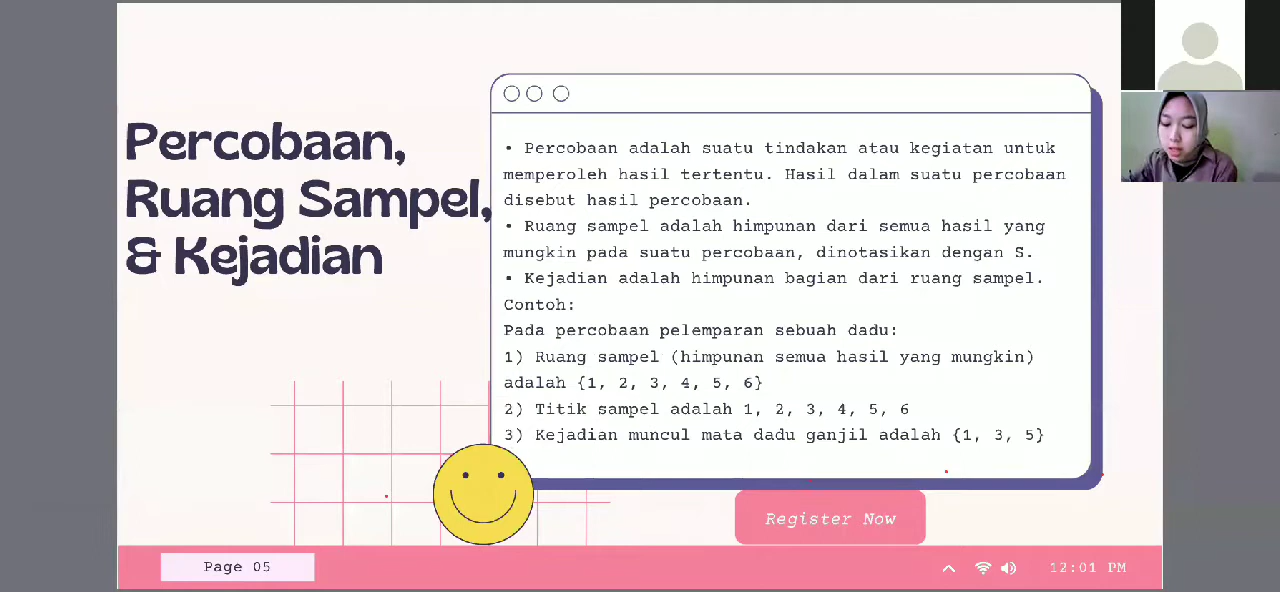 Percobaan,
Ruang Sampel,
& Kejadian
• Percobaan adalah suatu tindakan atau kegiatan untuk
memperoleh hasil tertentu. Hasil dalam suatu percobaan
disebut hasil percobaan.
• Ruang sampel adalah himpunan dari semua hasil yang
mungkin pada suatu percobaan, dinotasikan dengan S.
• Kejadian adalah himpunan bagian dari ruang sampel.
Contoh:
Pada percobaan pelemparan sebuah dadu:
1) Ruang sampel (himpunan semua hasil yang mungkin)
adalah {1, 2, 3, 4, 5, 6}
2) Titik sampel adalah 1, 2, 3, 4, 5, 6
3) Kejadian muncul mata dadu ganjil adalah {1, 3, 5}
Register Now
Page 05
12:01 PM